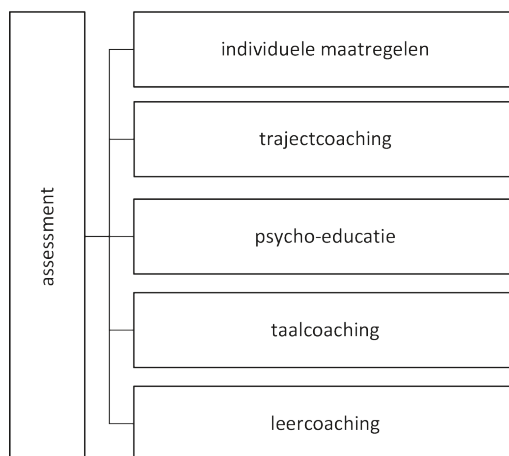 assessment
individuele maatregelen
trajectcoaching
psycho-educatie
taalcoaching
leercoaching